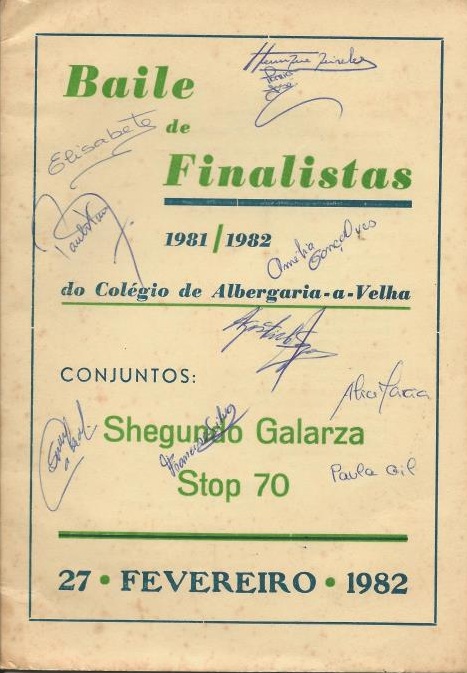 Baile
de
Finalistas
1981/1982
do Colégio de Albergaria-a-Velha
CONJUNTOS:
Shegundo Galarza
Stop 70
27 • FEVEREIRO • 1982
Elisabete
Amélia
Gonçalves
Paula Gil